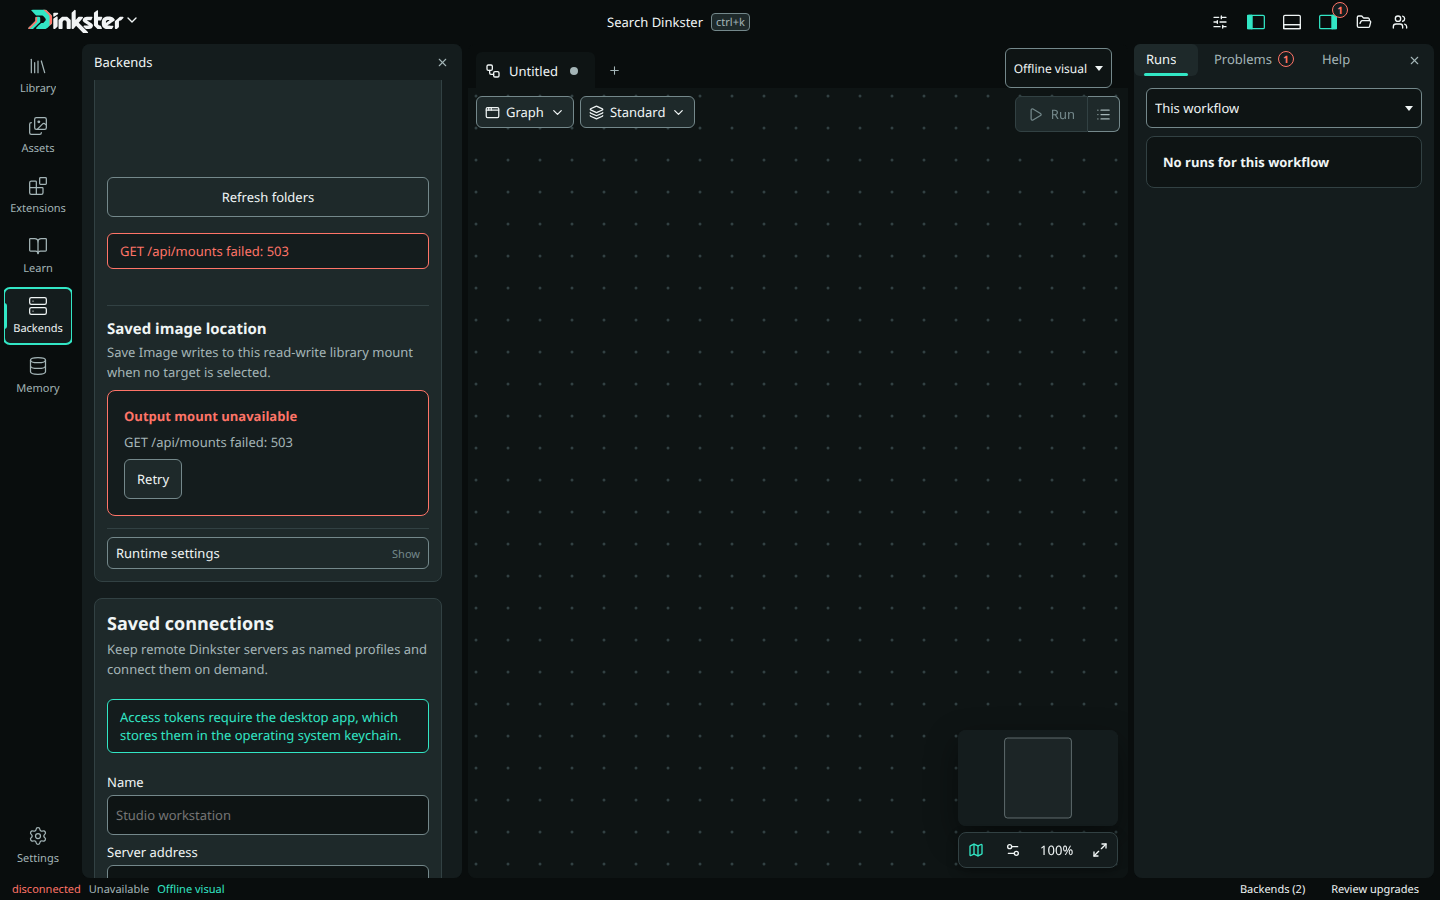 Dinkster
Search Dinkster ctrl+k
1
Library
Assets
Extensions
Learn
Backends
Memory
Settings
Backends
Refresh folders
GET /api/mounts failed: 503
Saved image location
Save Image writes to this read-write library mount
when no target is selected.
Output mount unavailable
GET /api/mounts failed: 503
Retry
Runtime settings Show
Saved connections
Keep remote Dinkster servers as named profiles and
connect them on demand.
Access tokens require the desktop app, which
stores them in the operating system keychain.
Name
Studio workstation
Server address
Untitled
Offline visual
Graph
Standard
Run
100%
Runs
Problems 1
Help
This workflow
No runs for this workflow
disconnected Unavailable Offline visual
Backends (2)
Review upgrades